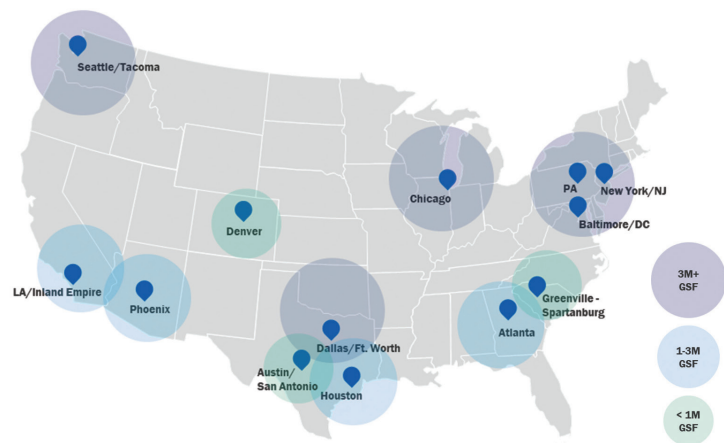 Seattle/Tacoma
Chicago
PA
New York/NJ
Baltimore/DC
Denver
LA/Inland Empire
Phoenix
Dallas/Ft. Worth
Austin/
San Antonio
Houston
Atlanta
Greenville -
Spartanburg
3M+
GSF
1-3M
GSF
< 1M
GSF